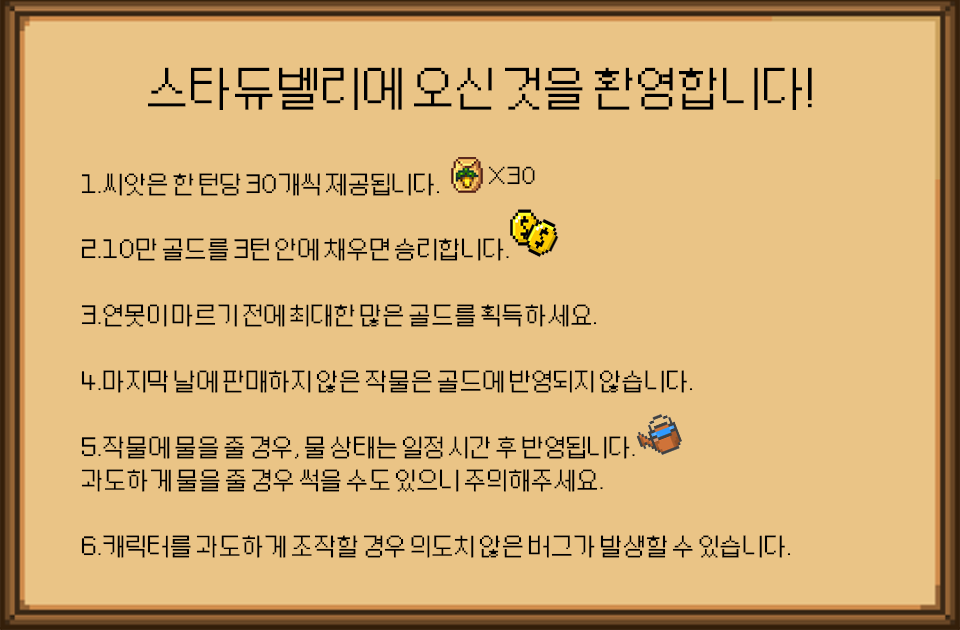 스타듀벨리에 오신 것을 환영합니다!
1.씨앗은 한 턴당 30개씩 제공됩니다. X30
2.10만 골드를 3턴 안에 채우면 승리합니다.
3.연못이 마르기 전에 최대한 많은 골드를 획득하세요.
4.마지막 날에 판매하지 않은 작물은 골드에 반영되지 않습니다.
5.작물에 물을 줄 경우, 물 상태는 일정 시간 후 반영됩니다.
과도하게 물을 줄 경우 썩을 수도 있으니 주의해주세요.
6.캐릭터를 과도하게 조작할 경우 의도치 않은 버그가 발생할 수 있습니다.